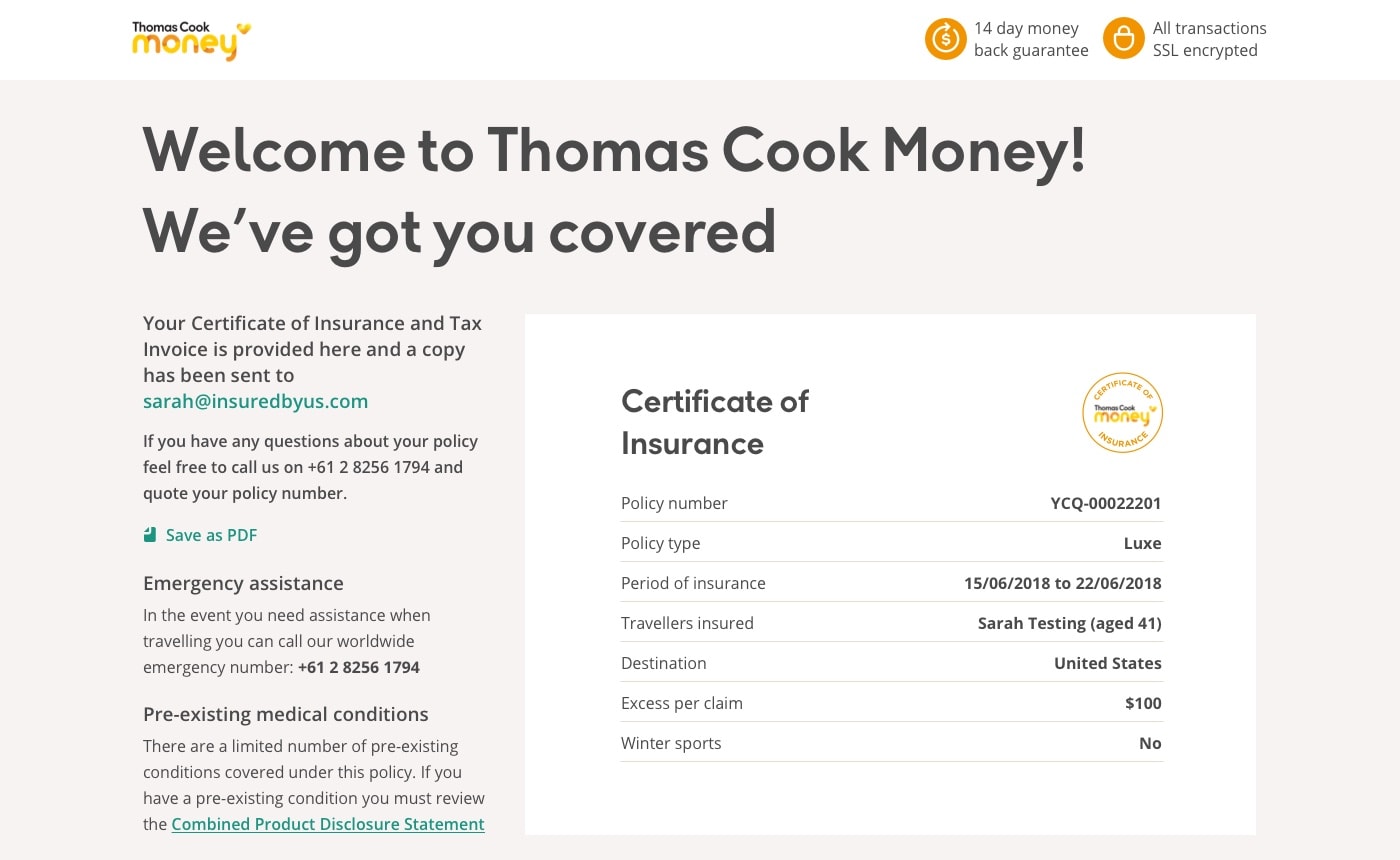 Thomas Cook
money
14 day money
back guarantee
All transactions
SSL encrypted
Welcome to Thomas Cook Money!
We’ve got you covered
Your Certificate of Insurance and Tax
Invoice is provided here and a copy
has been sent to
sarah@insuredbyus.com
If you have any questions about your policy
feel free to call us on +61 2 8256 1794 and
quote your policy number.
Save as PDF
Emergency assistance
In the event you need assistance when
travelling you can call our worldwide
emergency number: +61 2 8256 1794
Pre-existing medical conditions
There are a limited number of pre-existing
conditions covered under this policy. If you
have a pre-existing condition you must review
the Combined Product Disclosure Statement
Certificate of
Insurance
CERTIFICATE OF
Thomas Cook
money
INSURANCE
Policy number YCQ-00022201
Policy type Luxe
Period of insurance 15/06/2018 to 22/06/2018
Travellers insured Sarah Testing (aged 41)
Destination United States
Excess per claim $100
Winter sports No